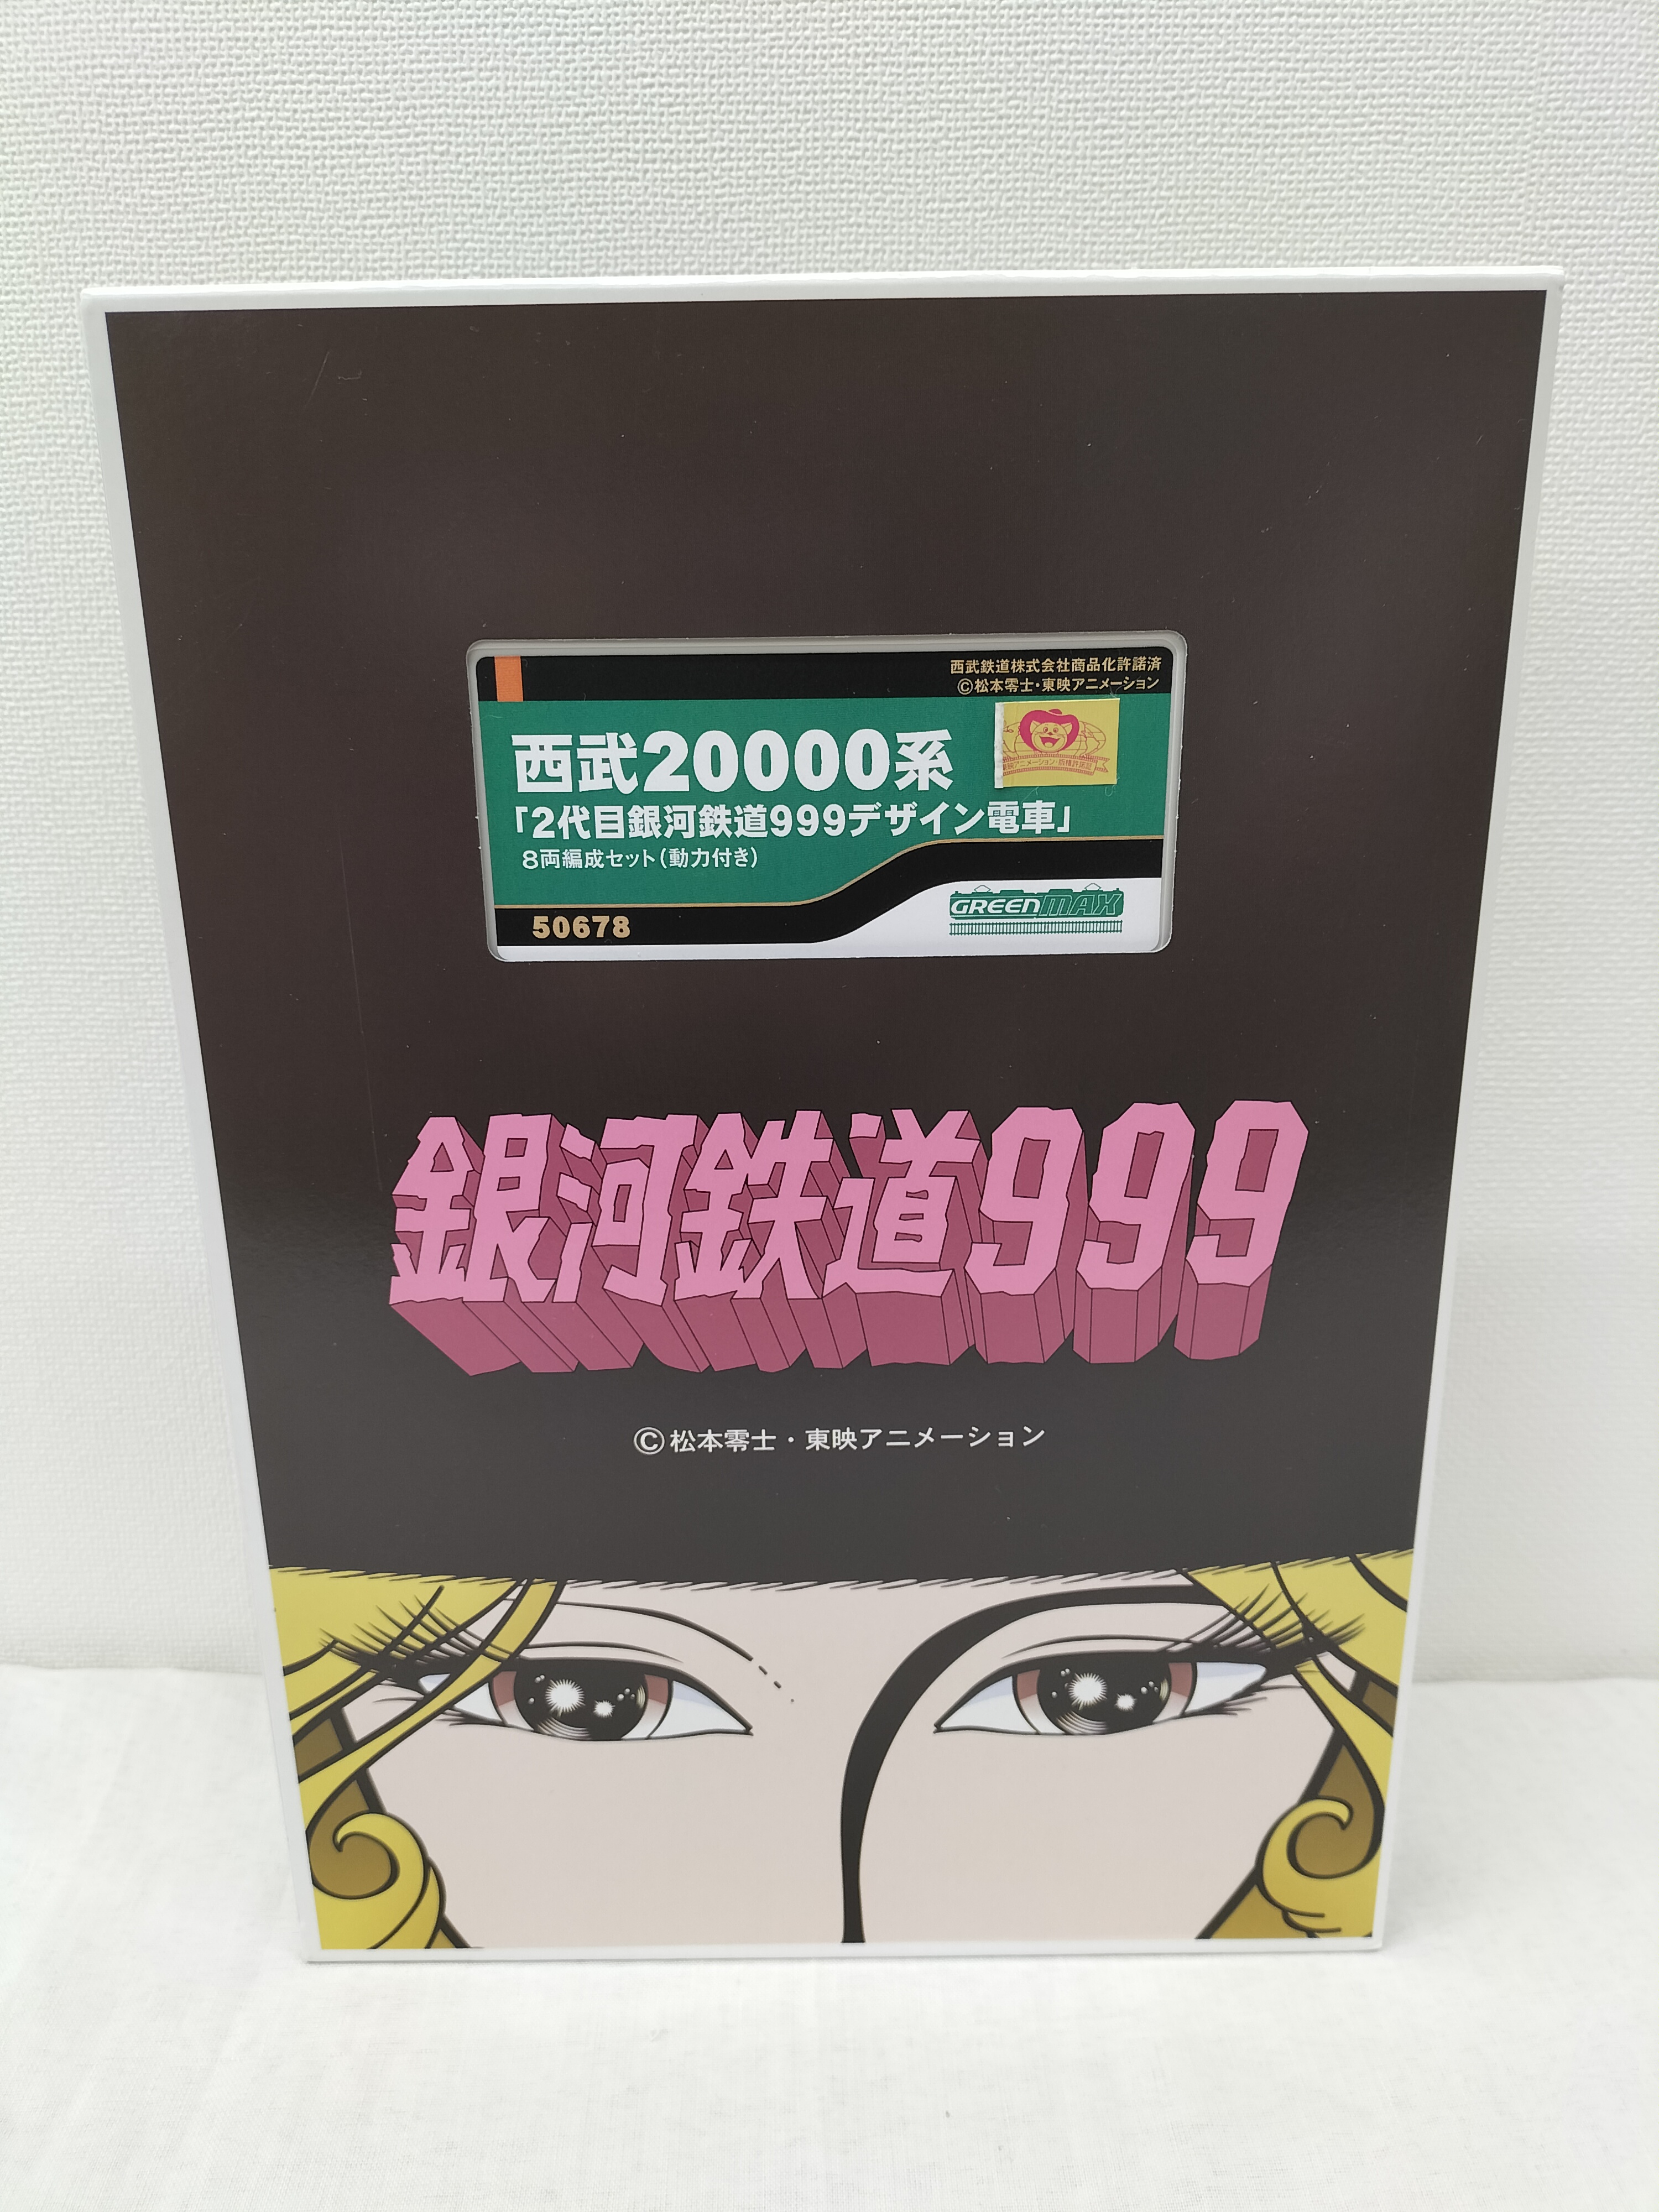 西武鉄道株式会社商品化許諾済
©松本零士・東映アニメーション
西武20000系
「2代目銀河鉄道999デザイン電車」
8両編成セット(動力付き)
50678
GREENMAX
銀河鉄道999
©松本零士・東映アニメーション